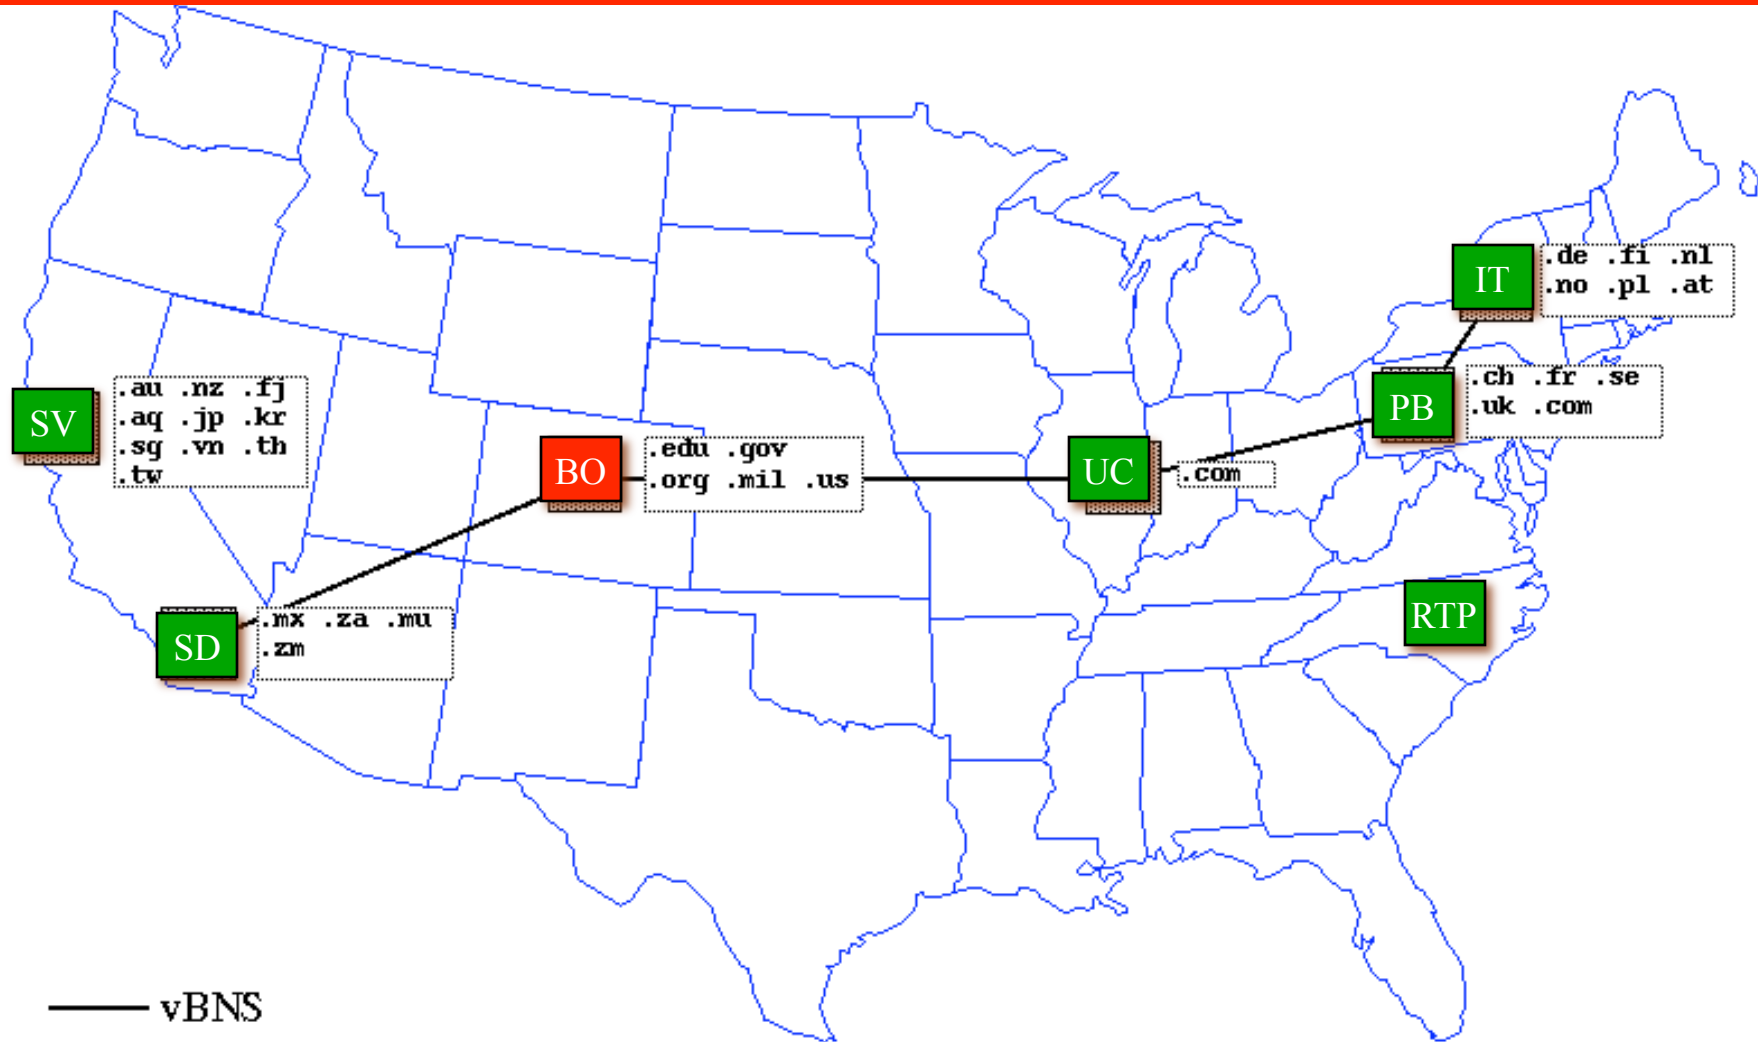 IT
.de .fi .nl
.no .pl .at
PB
.ch .fr .se
.uk .com
SV
.au .nz .fj
.aq .jp .kr
.sg .vn .th
.tw
BO
.edu .gov
.org .mil .us
UC
.com
RTP
SD
.mx .za .mu
.zm
vBNS